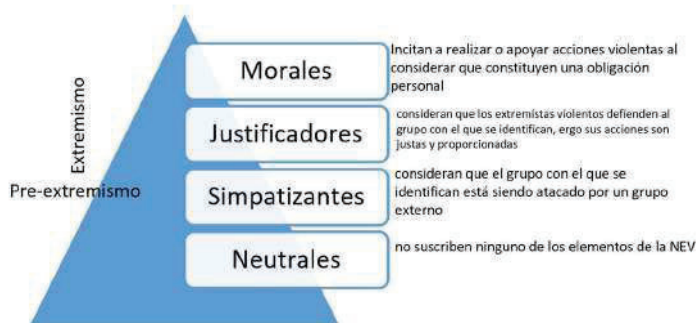 Extremismo
Pre-extremismo
Morales
Incitan a realizar o apoyar acciones violentas al
considerar que constituyen una obligación
personal
Justificadores
consideran que los extremistas violentos defienden al
grupo con el que se identifican, ergo sus acciones son
justas y proporcionadas
Simpatizantes
consideran que el grupo con el que se
identifican está siendo atacado por un grupo
externo
Neutrales
no suscriben ninguno de los elementos de la NEV